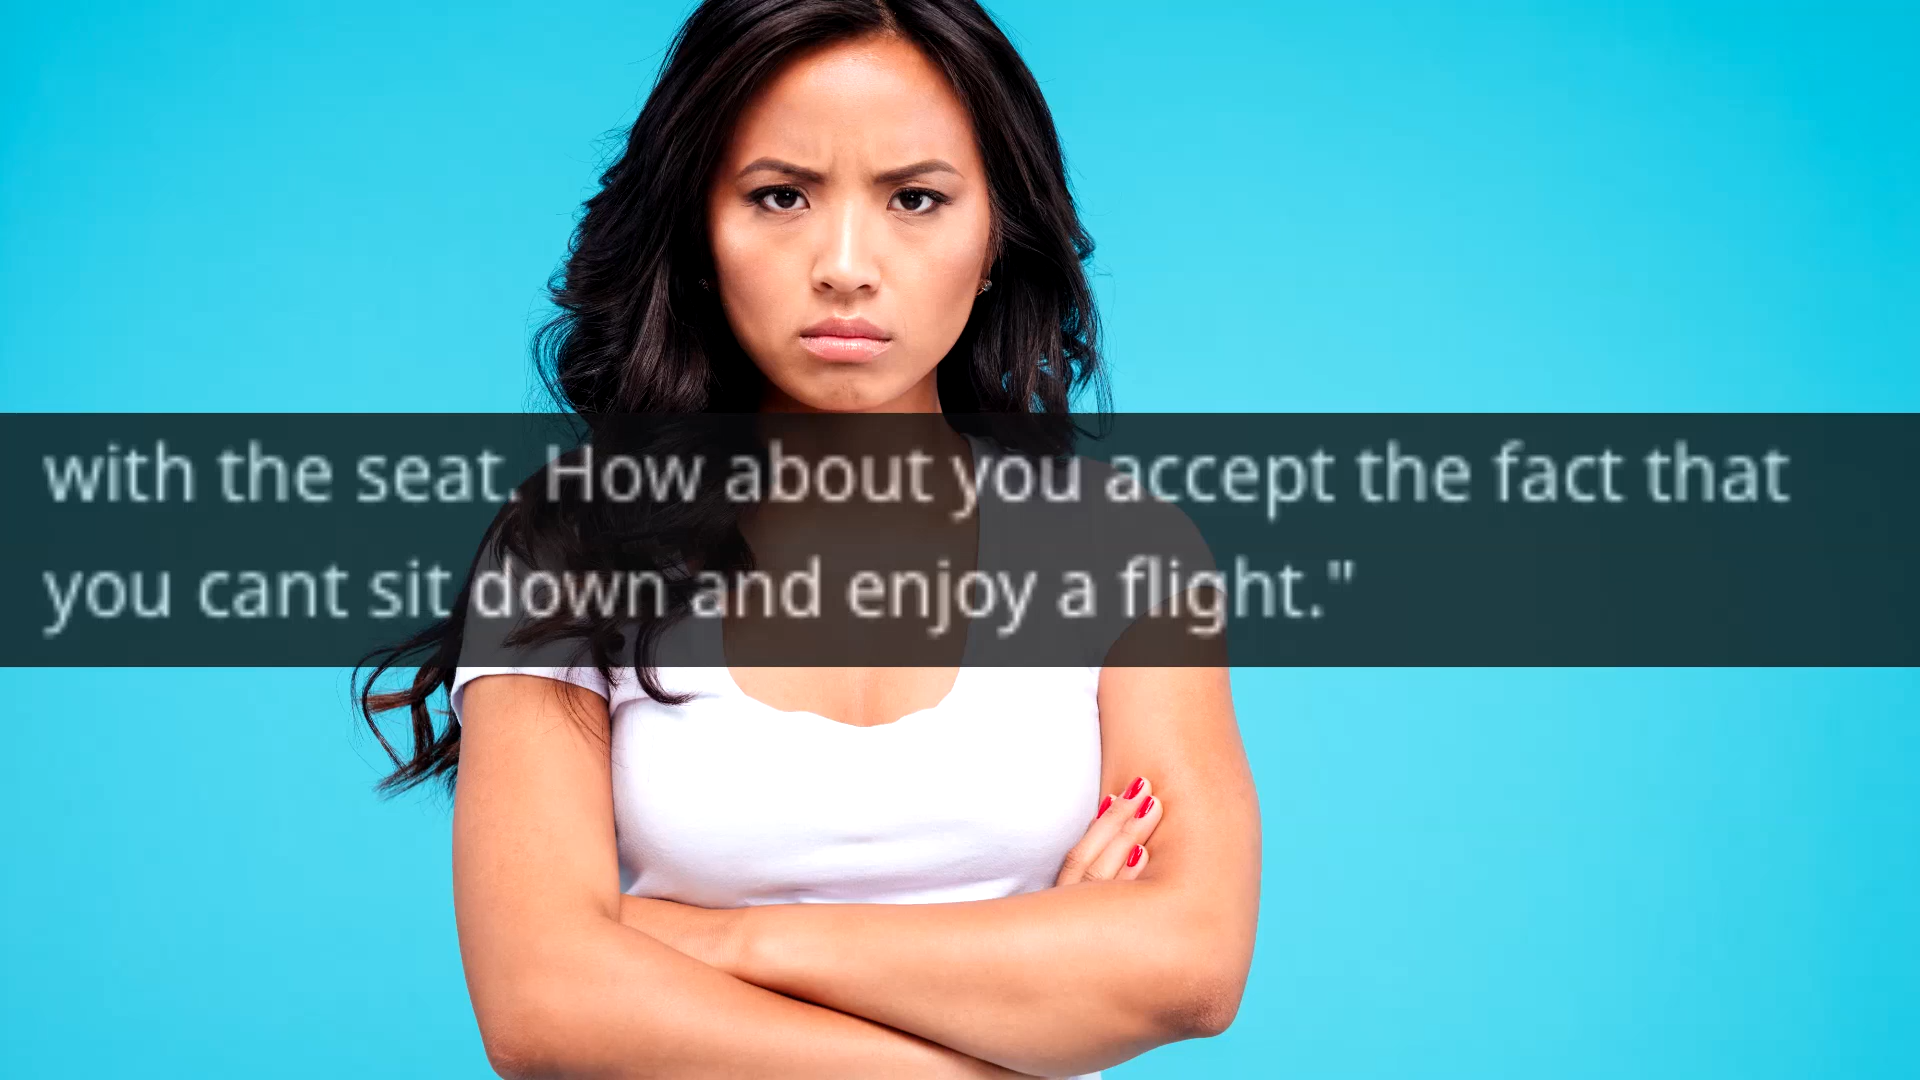 with the seat. How about you accept the fact that
you cant sit down and enjoy a flight."